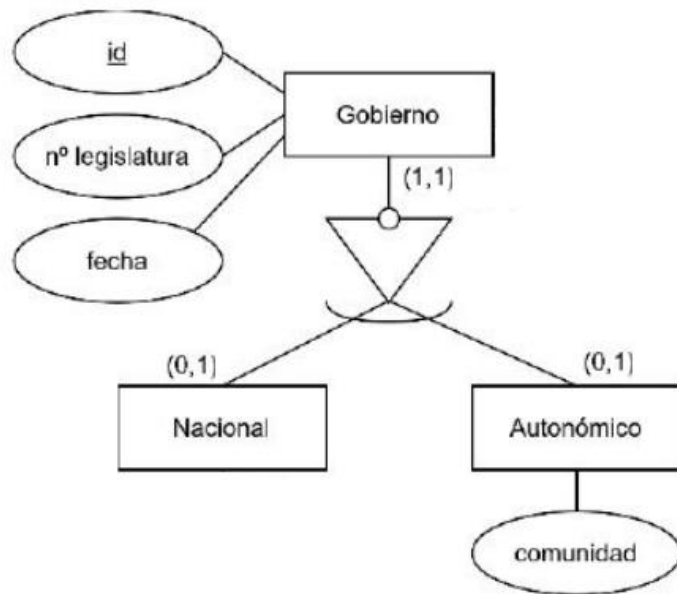 id
Gobierno
nº legislatura
(1,1)
fecha
(0,1)
(0,1)
Nacional
Autonómico
comunidad